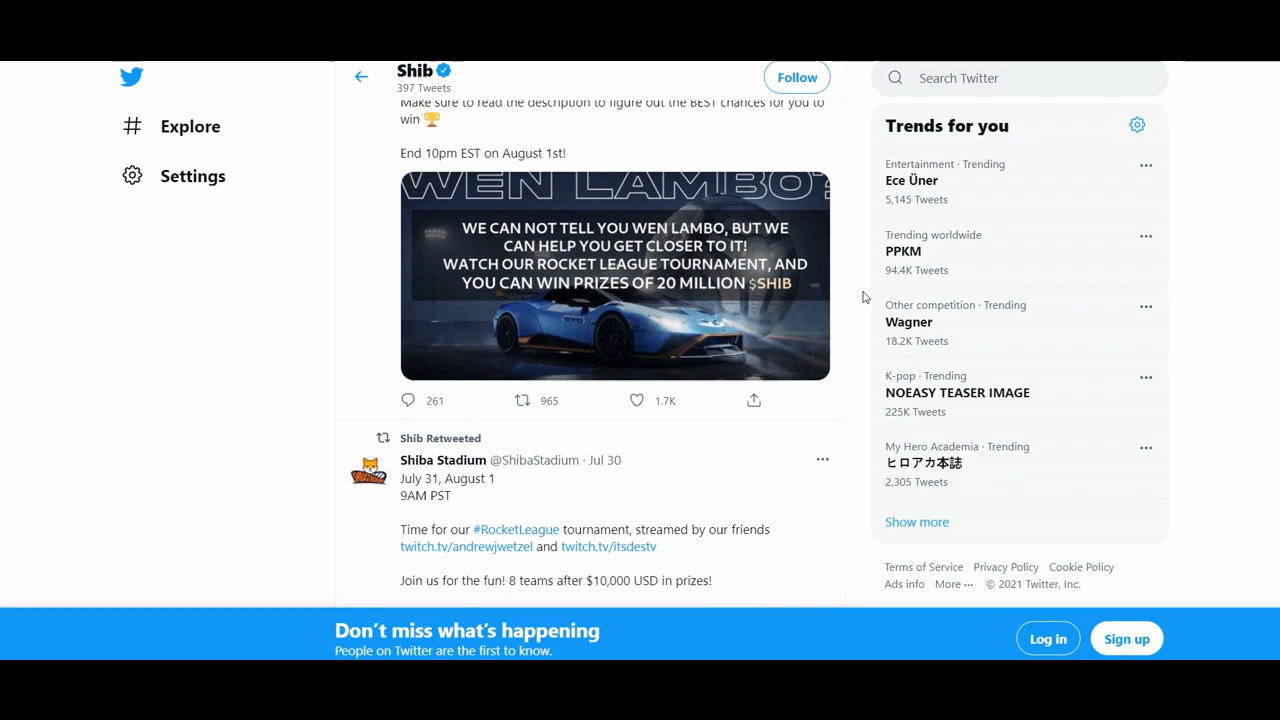 Explore
Settings
Shib
397 Tweets
Follow
Make sure to read the description to figure out the BEST chances for you to
win 🏆
End 10pm EST on August 1st!
WEN LAMBO?
WE CAN NOT TELL YOU WEN LAMBO, BUT WE
CAN HELP YOU GET CLOSER TO IT!
WATCH OUR ROCKET LEAGUE TOURNAMENT, AND
YOU CAN WIN PRIZES OF 20 MILLION $SHIB
261
965
1.7K
Shib Retweeted
Shiba Stadium @ShibaStadium · Jul 30
July 31, August 1
9AM PST
Time for our #RocketLeague tournament, streamed by our friends
twitch.tv/andrewjwetzel and twitch.tv/itsdestv
Join us for the fun! 8 teams after $10,000 USD in prizes!
Search Twitter
Trends for you
Entertainment · Trending
Ece Üner
5,145 Tweets
Trending worldwide
PPKM
94.4K Tweets
Other competition · Trending
Wagner
18.2K Tweets
K-pop · Trending
NOEASY TEASER IMAGE
225K Tweets
My Hero Academia · Trending
ヒロアカ本誌
2,305 Tweets
Show more
Terms of Service Privacy Policy Cookie Policy
Ads info More ··· © 2021 Twitter, Inc.
Don't miss what's happening
People on Twitter are the first to know.
Log in
Sign up